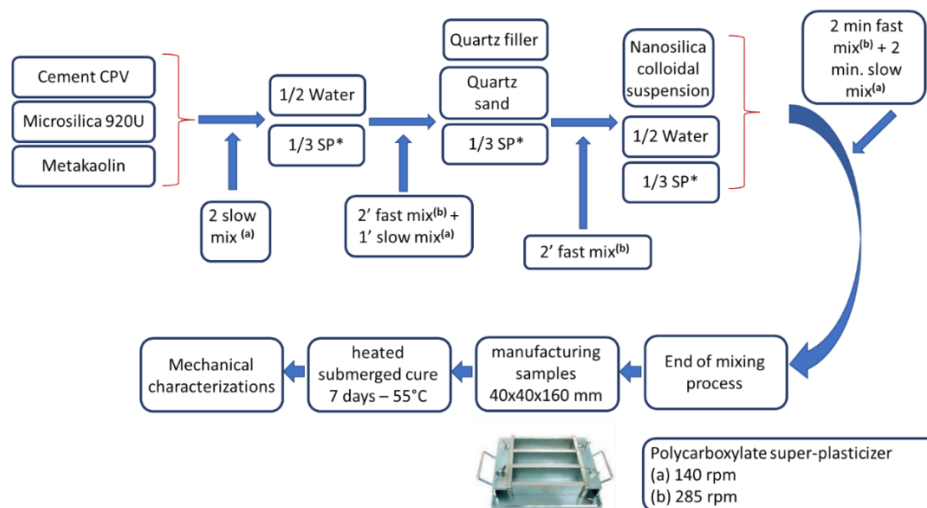 Cement CPV
Microsilica 920U
Metakaolin
2 slow
mix (a)
1/2 Water
1/3 SP*
2’ fast mix(b) +
1’ slow mix(a)
Quartz filler
Quartz
sand
1/3 SP*
2’ fast mix(b)
Nanosilica
colloidal
suspension
1/2 Water
1/3 SP*
2 min fast
mix(b) + 2
min. slow
mix(a)
End of mixing
process
manufacturing
samples
40x40x160 mm
heated
submerged cure
7 days – 55°C
Mechanical
characterizations
Polycarboxylate super-plasticizer
(a) 140 rpm
(b) 285 rpm